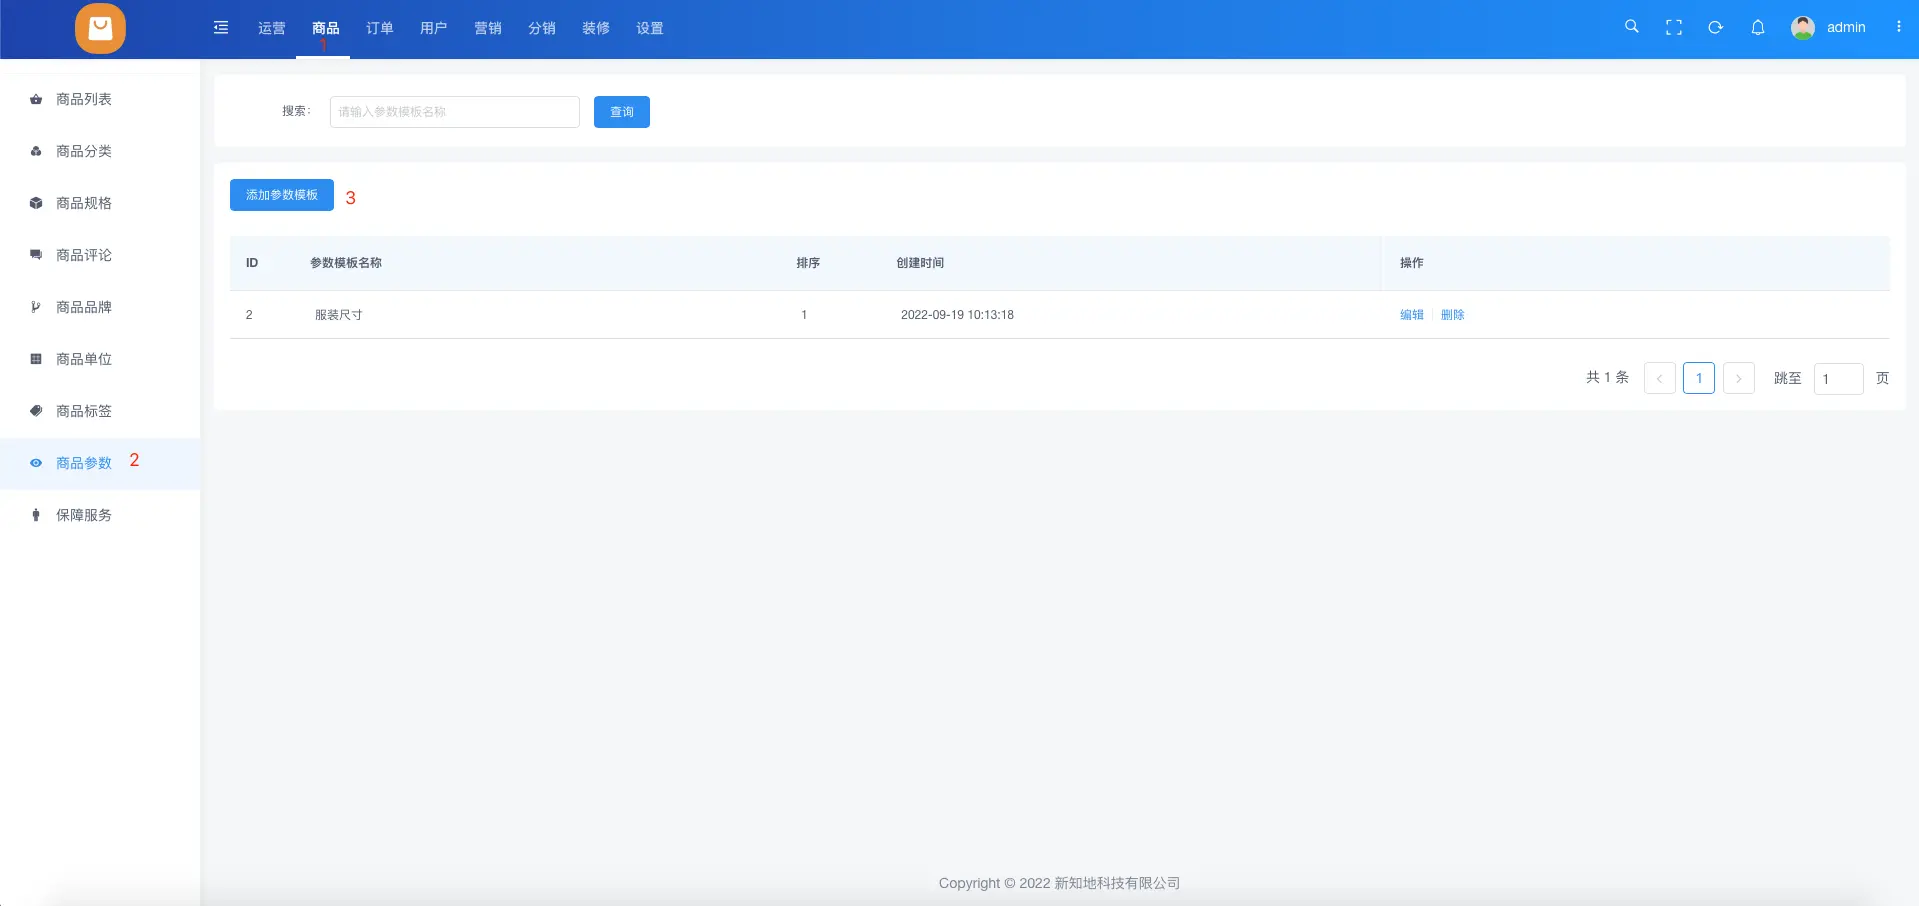 运营 商品 订单 用户 营销 分销 装修 设置 admin
1
商品列表
商品分类
商品规格
商品评论
商品品牌
商品单位
商品标签
商品参数 2
保障服务
搜索： 请输入参数模板名称 查询
添加参数模板 3
ID 参数模板名称 排序 创建时间 操作
2 服装尺寸 1 2022-09-19 10:13:18 编辑 删除
共 1 条 < 1 > 跳至 1 页
Copyright © 2022 新知地科技有限公司